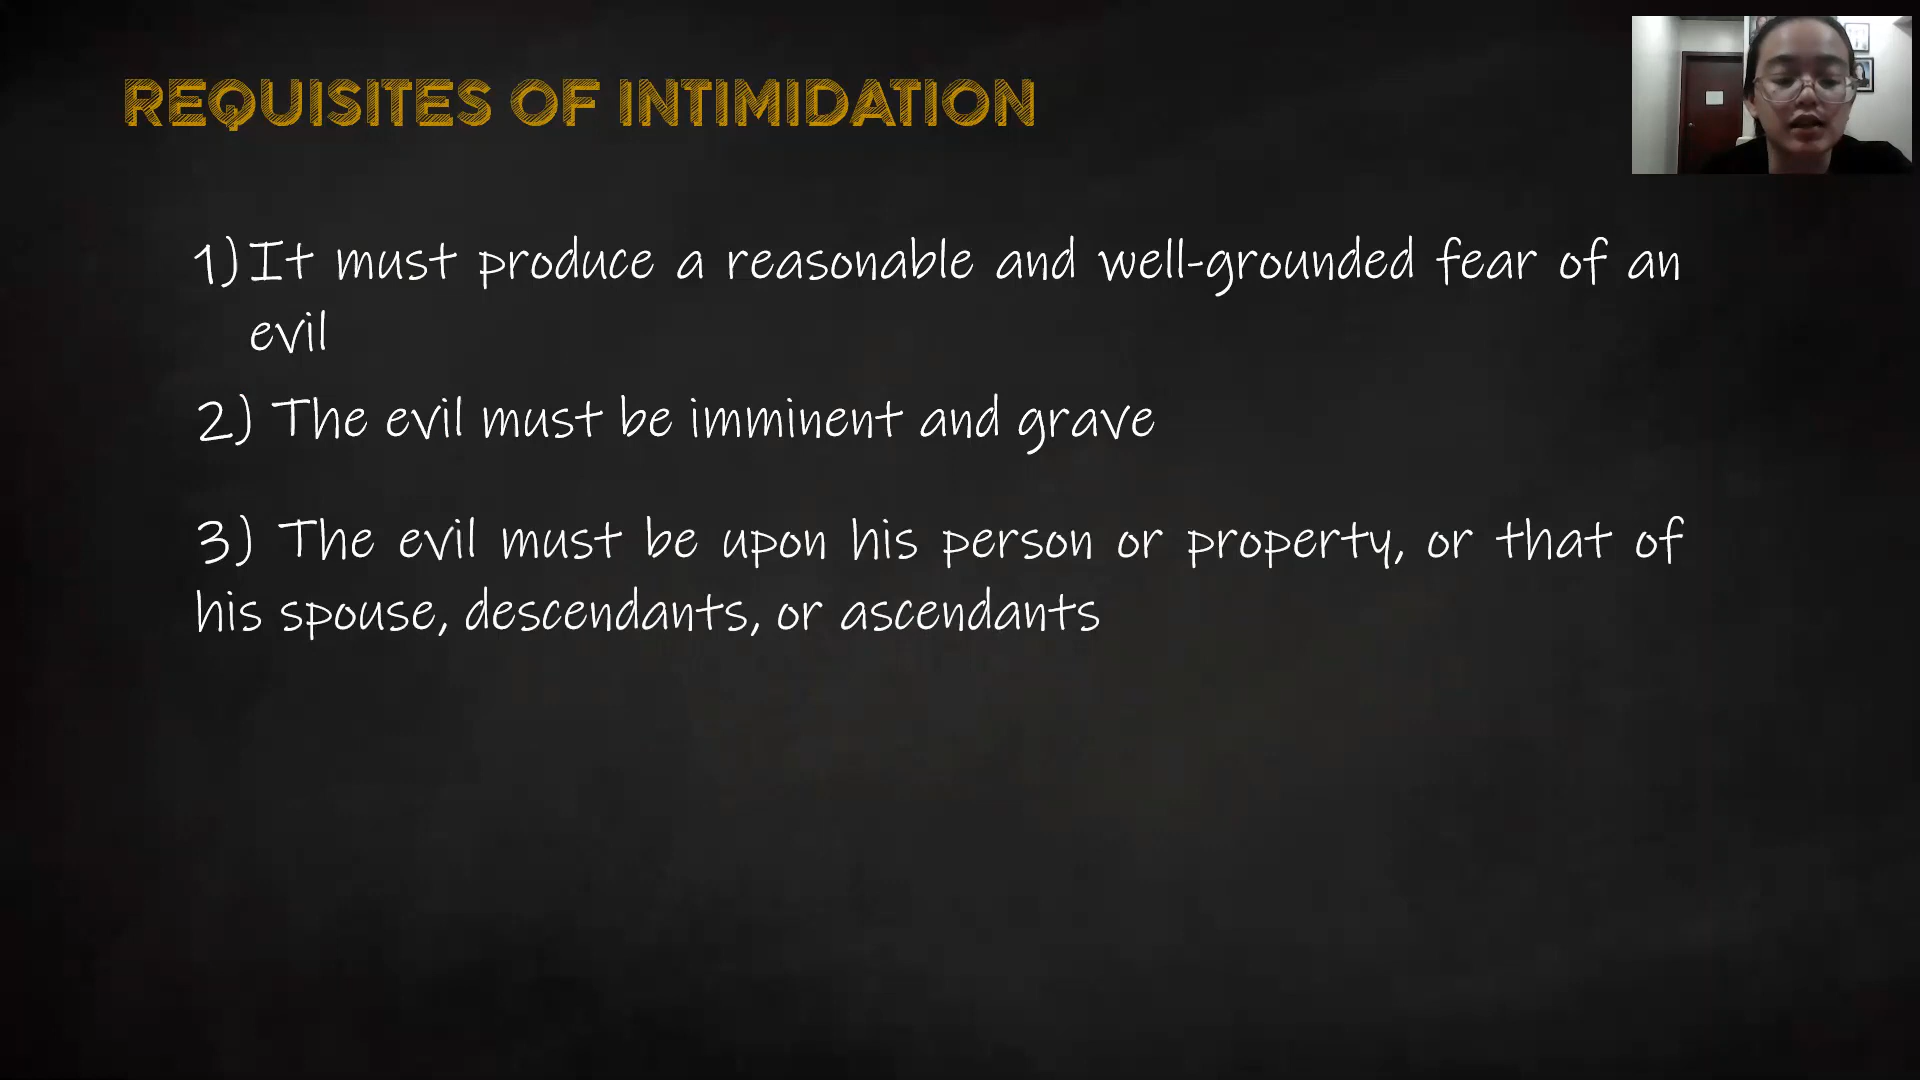 REQUISITES OF INTIMIDATION
1) It must produce a reasonable and well-grounded fear of an
evil
2) The evil must be imminent and grave
3) The evil must be upon his person or property, or that of
his spouse, descendants, or ascendants